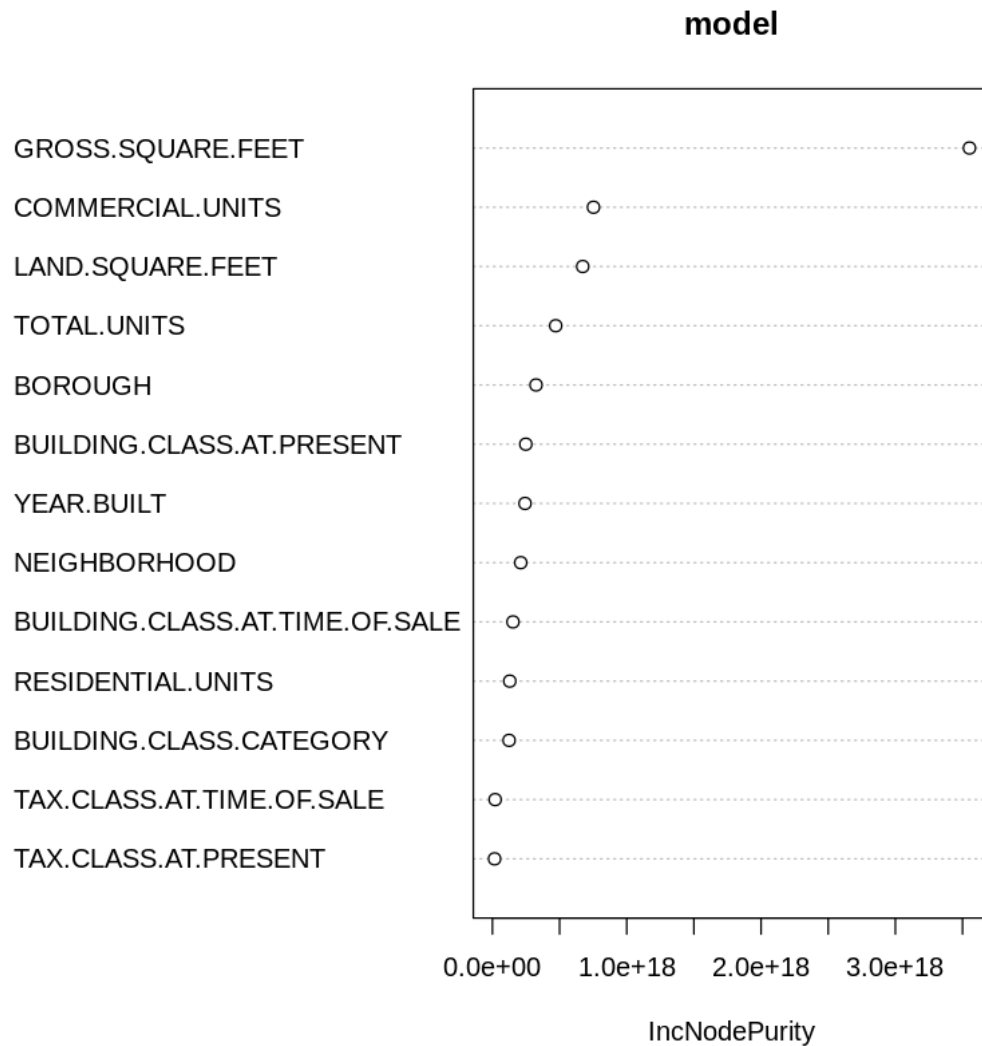 model
GROSS.SQUARE.FEET
COMMERCIAL.UNITS
LAND.SQUARE.FEET
TOTAL.UNITS
BOROUGH
BUILDING.CLASS.AT.PRESENT
YEAR.BUILT
NEIGHBORHOOD
BUILDING.CLASS.AT.TIME.OF.SALE
RESIDENTIAL.UNITS
BUILDING.CLASS.CATEGORY
TAX.CLASS.AT.TIME.OF.SALE
TAX.CLASS.AT.PRESENT
0.0e+00 1.0e+18 2.0e+18 3.0e+18
IncNodePurity